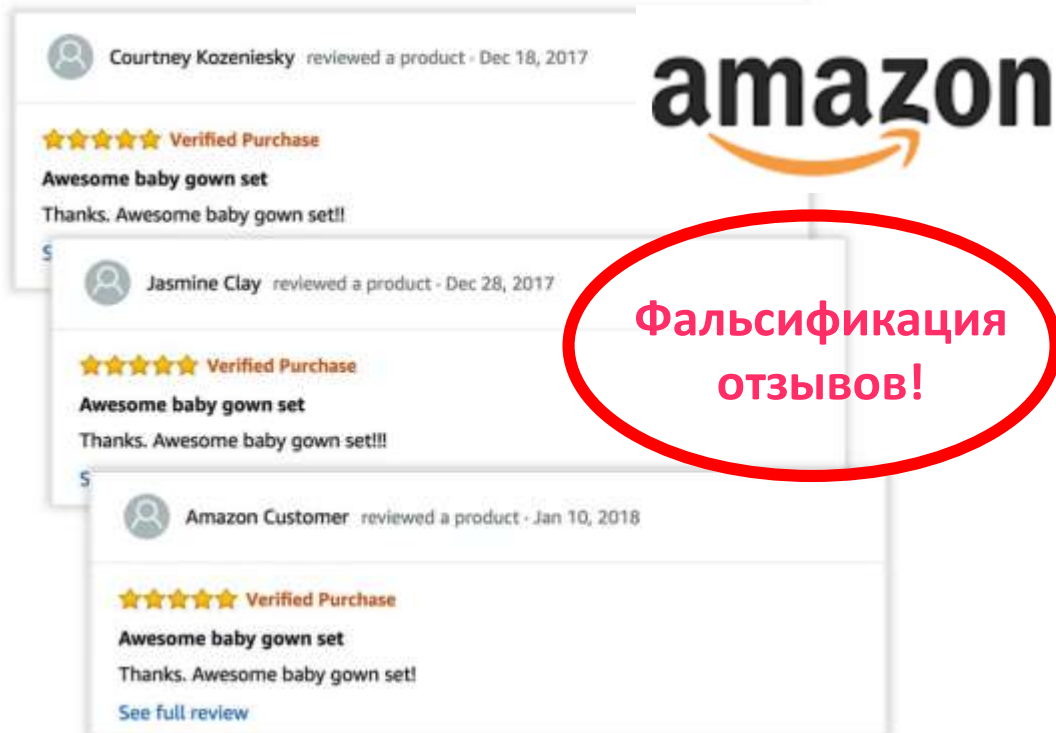 Courtney Kozeniesky reviewed a product · Dec 18, 2017
amazon
Verified Purchase
Awesome baby gown set
Thanks. Awesome baby gown set!!
Jasmine Clay reviewed a product · Dec 28, 2017
Фальсификация
отзывов!
Verified Purchase
Awesome baby gown set
Thanks. Awesome baby gown set!!!
Amazon Customer reviewed a product · Jan 10, 2018
Verified Purchase
Awesome baby gown set
Thanks. Awesome baby gown set!
See full review